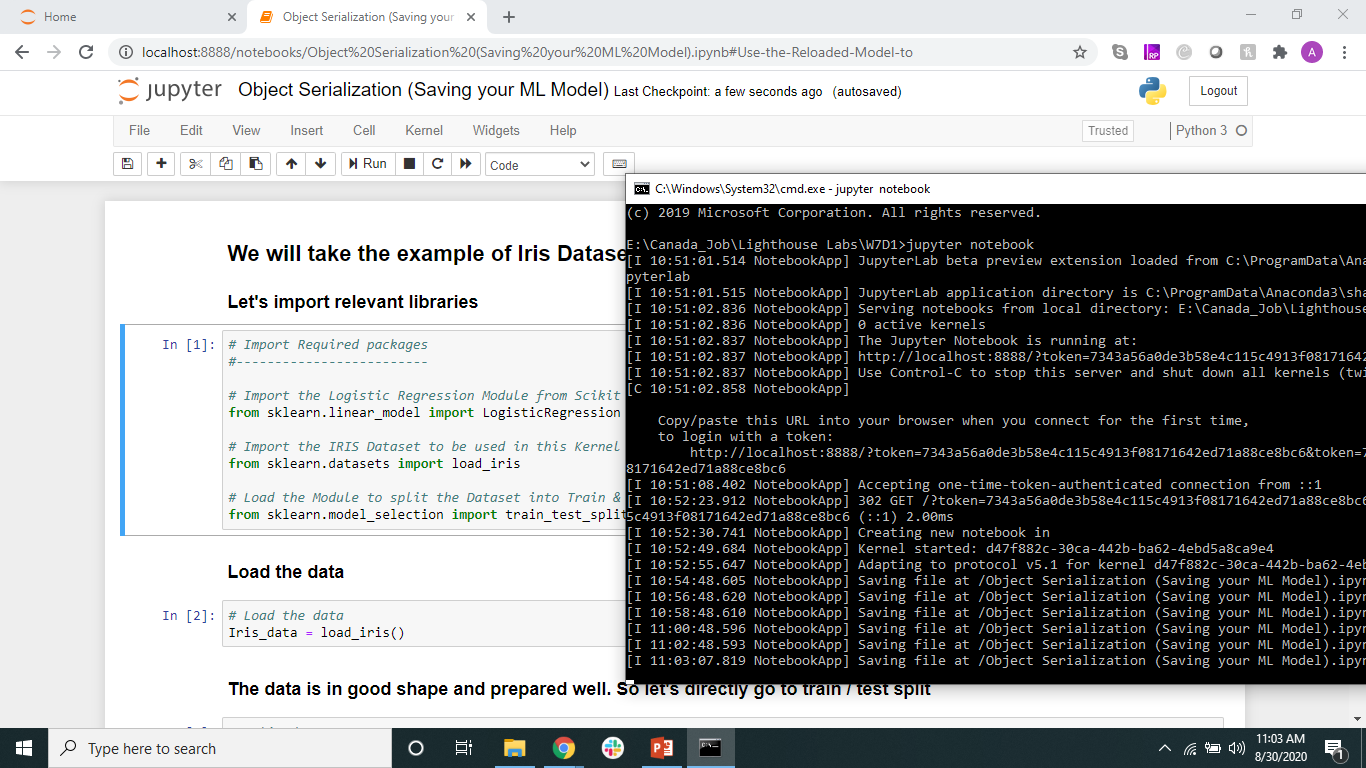 Home
Object Serialization (Saving your
localhost:8888/notebooks/Object%20Serialization%20(Saving%20your%20ML%20Model).ipynb#Use-the-Reloaded-Model-to
RP
A
jupyter Object Serialization (Saving your ML Model) Last Checkpoint: a few seconds ago (autosaved)
Logout
File Edit View Insert Cell Kernel Widgets Help
Trusted
Python 3
Run
Code
C:\Windows\System32\cmd.exe - jupyter notebook
(c) 2019 Microsoft Corporation. All rights reserved.
E:\Canada_Job\Lighthouse Labs\W7D1>jupyter notebook
[I 10:51:01.514 NotebookApp] JupyterLab beta preview extension loaded from C:\ProgramData\Ana
pyterlab
[I 10:51:01.515 NotebookApp] JupyterLab application directory is C:\ProgramData\Anaconda3\sha
[I 10:51:02.836 NotebookApp] Serving notebooks from local directory: E:\Canada_Job\Lighthouse
[I 10:51:02.836 NotebookApp] 0 active kernels
[I 10:51:02.837 NotebookApp] The Jupyter Notebook is running at:
[I 10:51:02.837 NotebookApp] http://localhost:8888/?token=7343a56a0de3b58e4c115c4913f08171642
[I 10:51:02.837 NotebookApp] Use Control-C to stop this server and shut down all kernels (twi
[C 10:51:02.858 NotebookApp]
Copy/paste this URL into your browser when you connect for the first time,
to login with a token:
http://localhost:8888/?token=7343a56a0de3b58e4c115c4913f08171642ed71a88ce8bc6&token=7
8171642ed71a88ce8bc6
[I 10:51:08.402 NotebookApp] Accepting one-time-token-authenticated connection from ::1
[I 10:52:23.912 NotebookApp] 302 GET /?token=7343a56a0de3b58e4c115c4913f08171642ed71a88ce8bc6
5c4913f08171642ed71a88ce8bc6 (::1) 2.00ms
[I 10:52:30.741 NotebookApp] Creating new notebook in
[I 10:52:49.684 NotebookApp] Kernel started: d47f882c-30ca-442b-ba62-4ebd5a8ca9e4
[I 10:52:55.647 NotebookApp] Adapting to protocol v5.1 for kernel d47f882c-30ca-442b-ba62-4eb
[I 10:54:48.605 NotebookApp] Saving file at /Object Serialization (Saving your ML Model).ipyn
[I 10:56:48.620 NotebookApp] Saving file at /Object Serialization (Saving your ML Model).ipyn
[I 10:58:48.610 NotebookApp] Saving file at /Object Serialization (Saving your ML Model).ipyn
[I 11:00:48.596 NotebookApp] Saving file at /Object Serialization (Saving your ML Model).ipyn
[I 11:02:48.593 NotebookApp] Saving file at /Object Serialization (Saving your ML Model).ipyn
[I 11:03:07.819 NotebookApp] Saving file at /Object Serialization (Saving your ML Model).ipyn
We will take the example of Iris Datase
Let's import relevant libraries
In [1]:
# Import Required packages
#------------------------
# Import the Logistic Regression Module from Scikit
from sklearn.linear_model import LogisticRegression
# Import the IRIS Dataset to be used in this Kernel
from sklearn.datasets import load_iris
# Load the Module to split the Dataset into Train &
from sklearn.model_selection import train_test_split
Load the data
In [2]:
# Load the data
Iris_data = load_iris()
The data is in good shape and prepared well. So let's directly go to train / test split
Type here to search
11:03 AM
8/30/2020
1